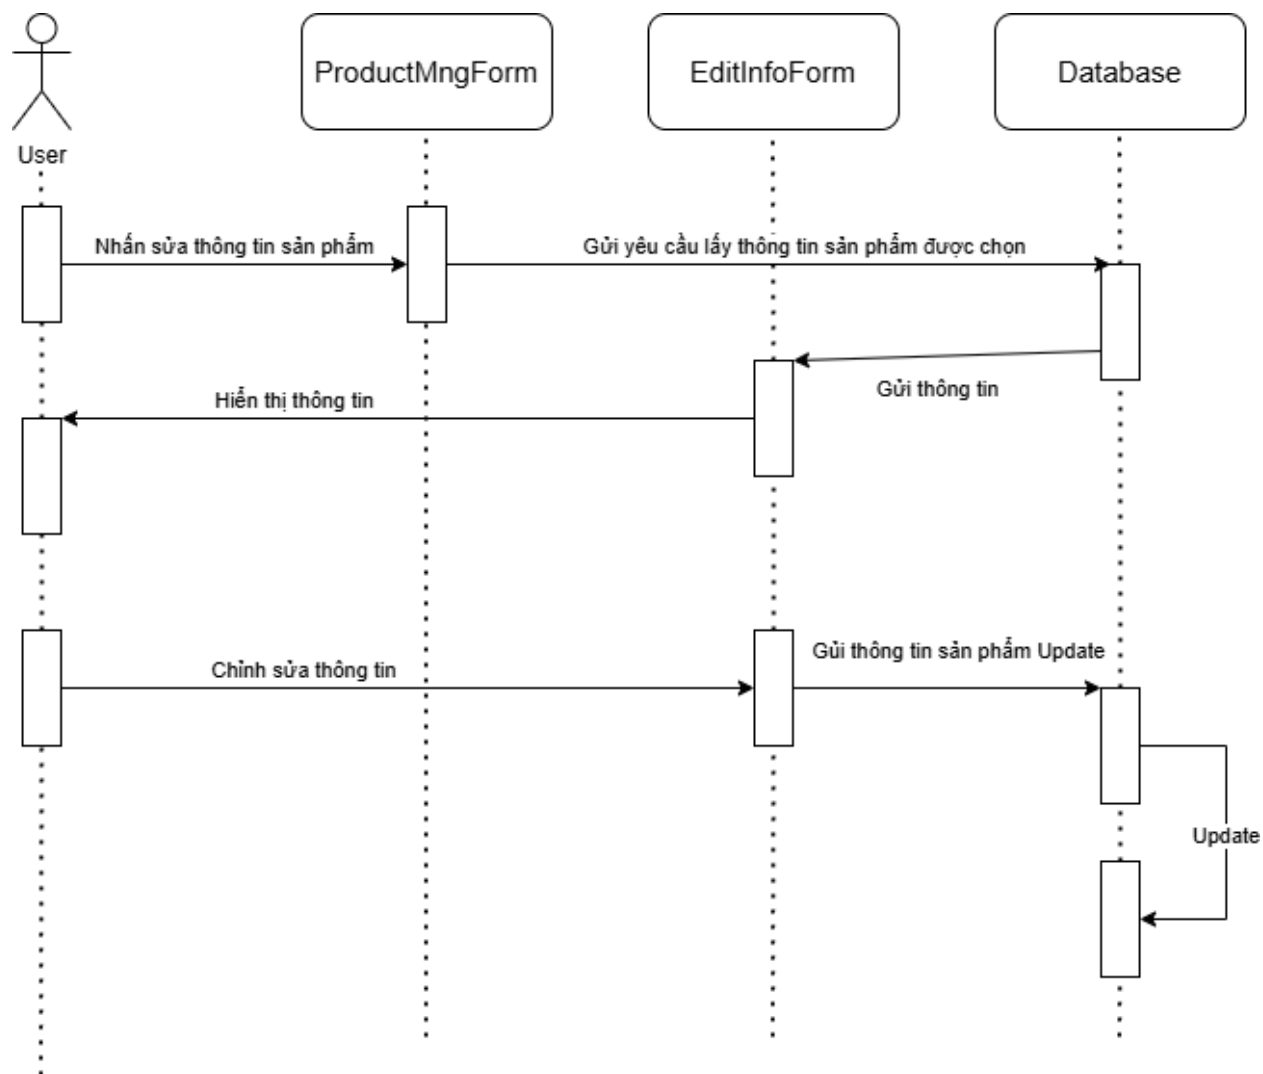 ProductMngForm
EditInfoForm
Database
User
Nhấn sửa thông tin sản phẩm
Gửi yêu cầu lấy thông tin sản phẩm được chọn
Gửi thông tin
Hiển thị thông tin
Gủi thông tin sản phẩm Update
Chỉnh sửa thông tin
Update